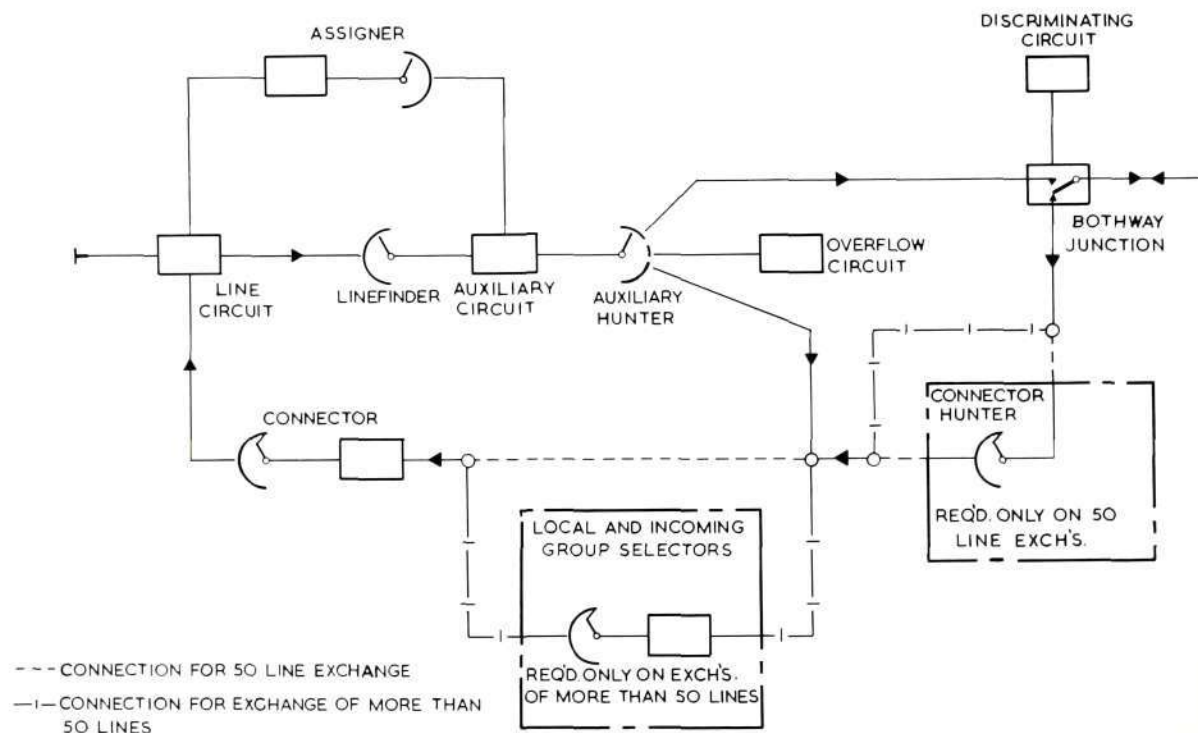 ASSIGNER
DISCRIMINATING
CIRCUIT
LINE
CIRCUIT
LINEFINDER
AUXILIARY
CIRCUIT
AUXILIARY
HUNTER
OVERFLOW
CIRCUIT
BOTHWAY
JUNCTION
CONNECTOR
CONNECTOR
HUNTER
REQ'D. ONLY ON 50
LINE EXCH'S.
LOCAL AND INCOMING
GROUP SELECTORS
REQ'D. ONLY ON EXCH'S.
OF MORE THAN 50 LINES
CONNECTION FOR 50 LINE EXCHANGE
CONNECTION FOR EXCHANGE OF MORE THAN
50 LINES